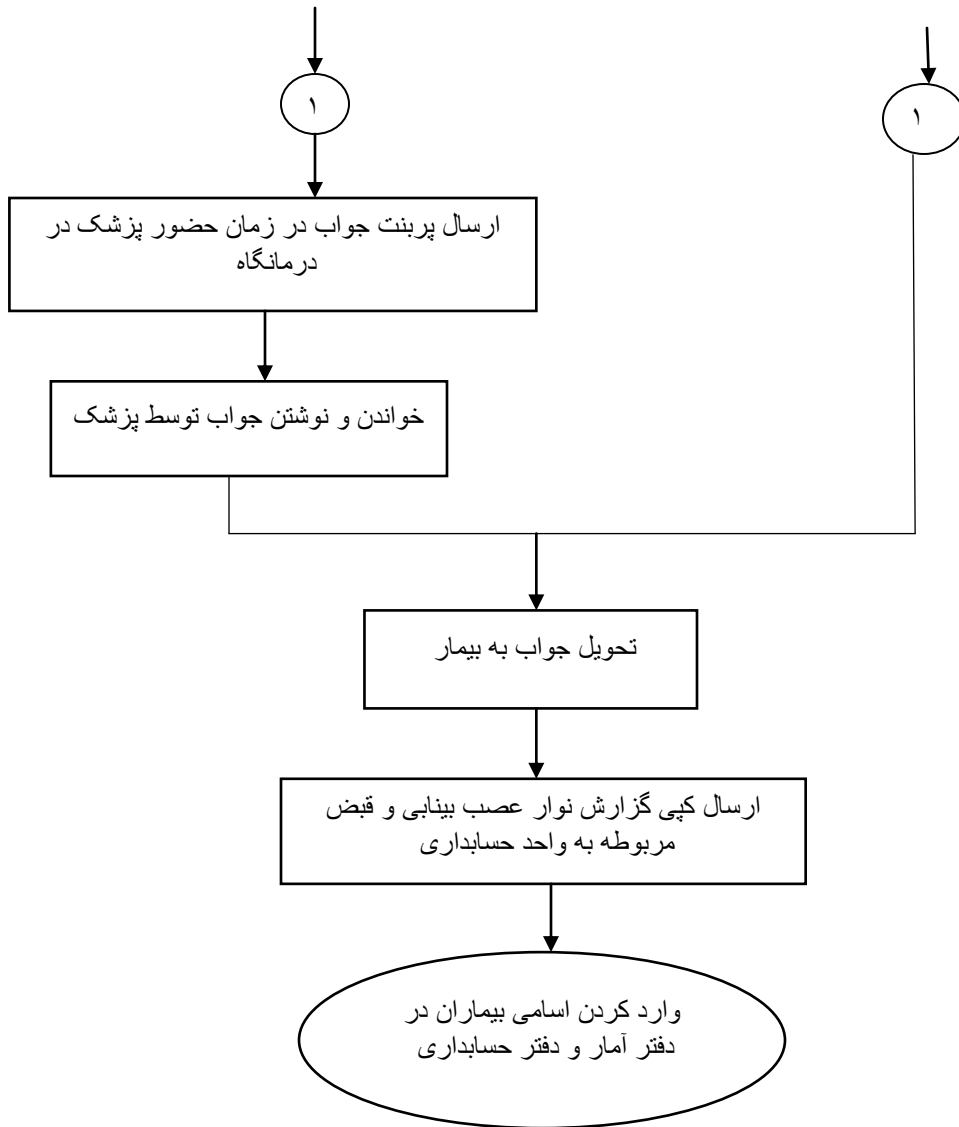 ۱
۱
ارسال پرینت جواب در زمان حضور پزشک در
درمانگاه
خواندن و نوشتن جواب توسط پزشک
تحویل جواب به بیمار
ارسال کپی گزارش نوار عصب بینابی و قبض
مربوطه به واحد حسابداری
وارد کردن اسامی بیماران در
دفتر آمار و دفتر حسابداری